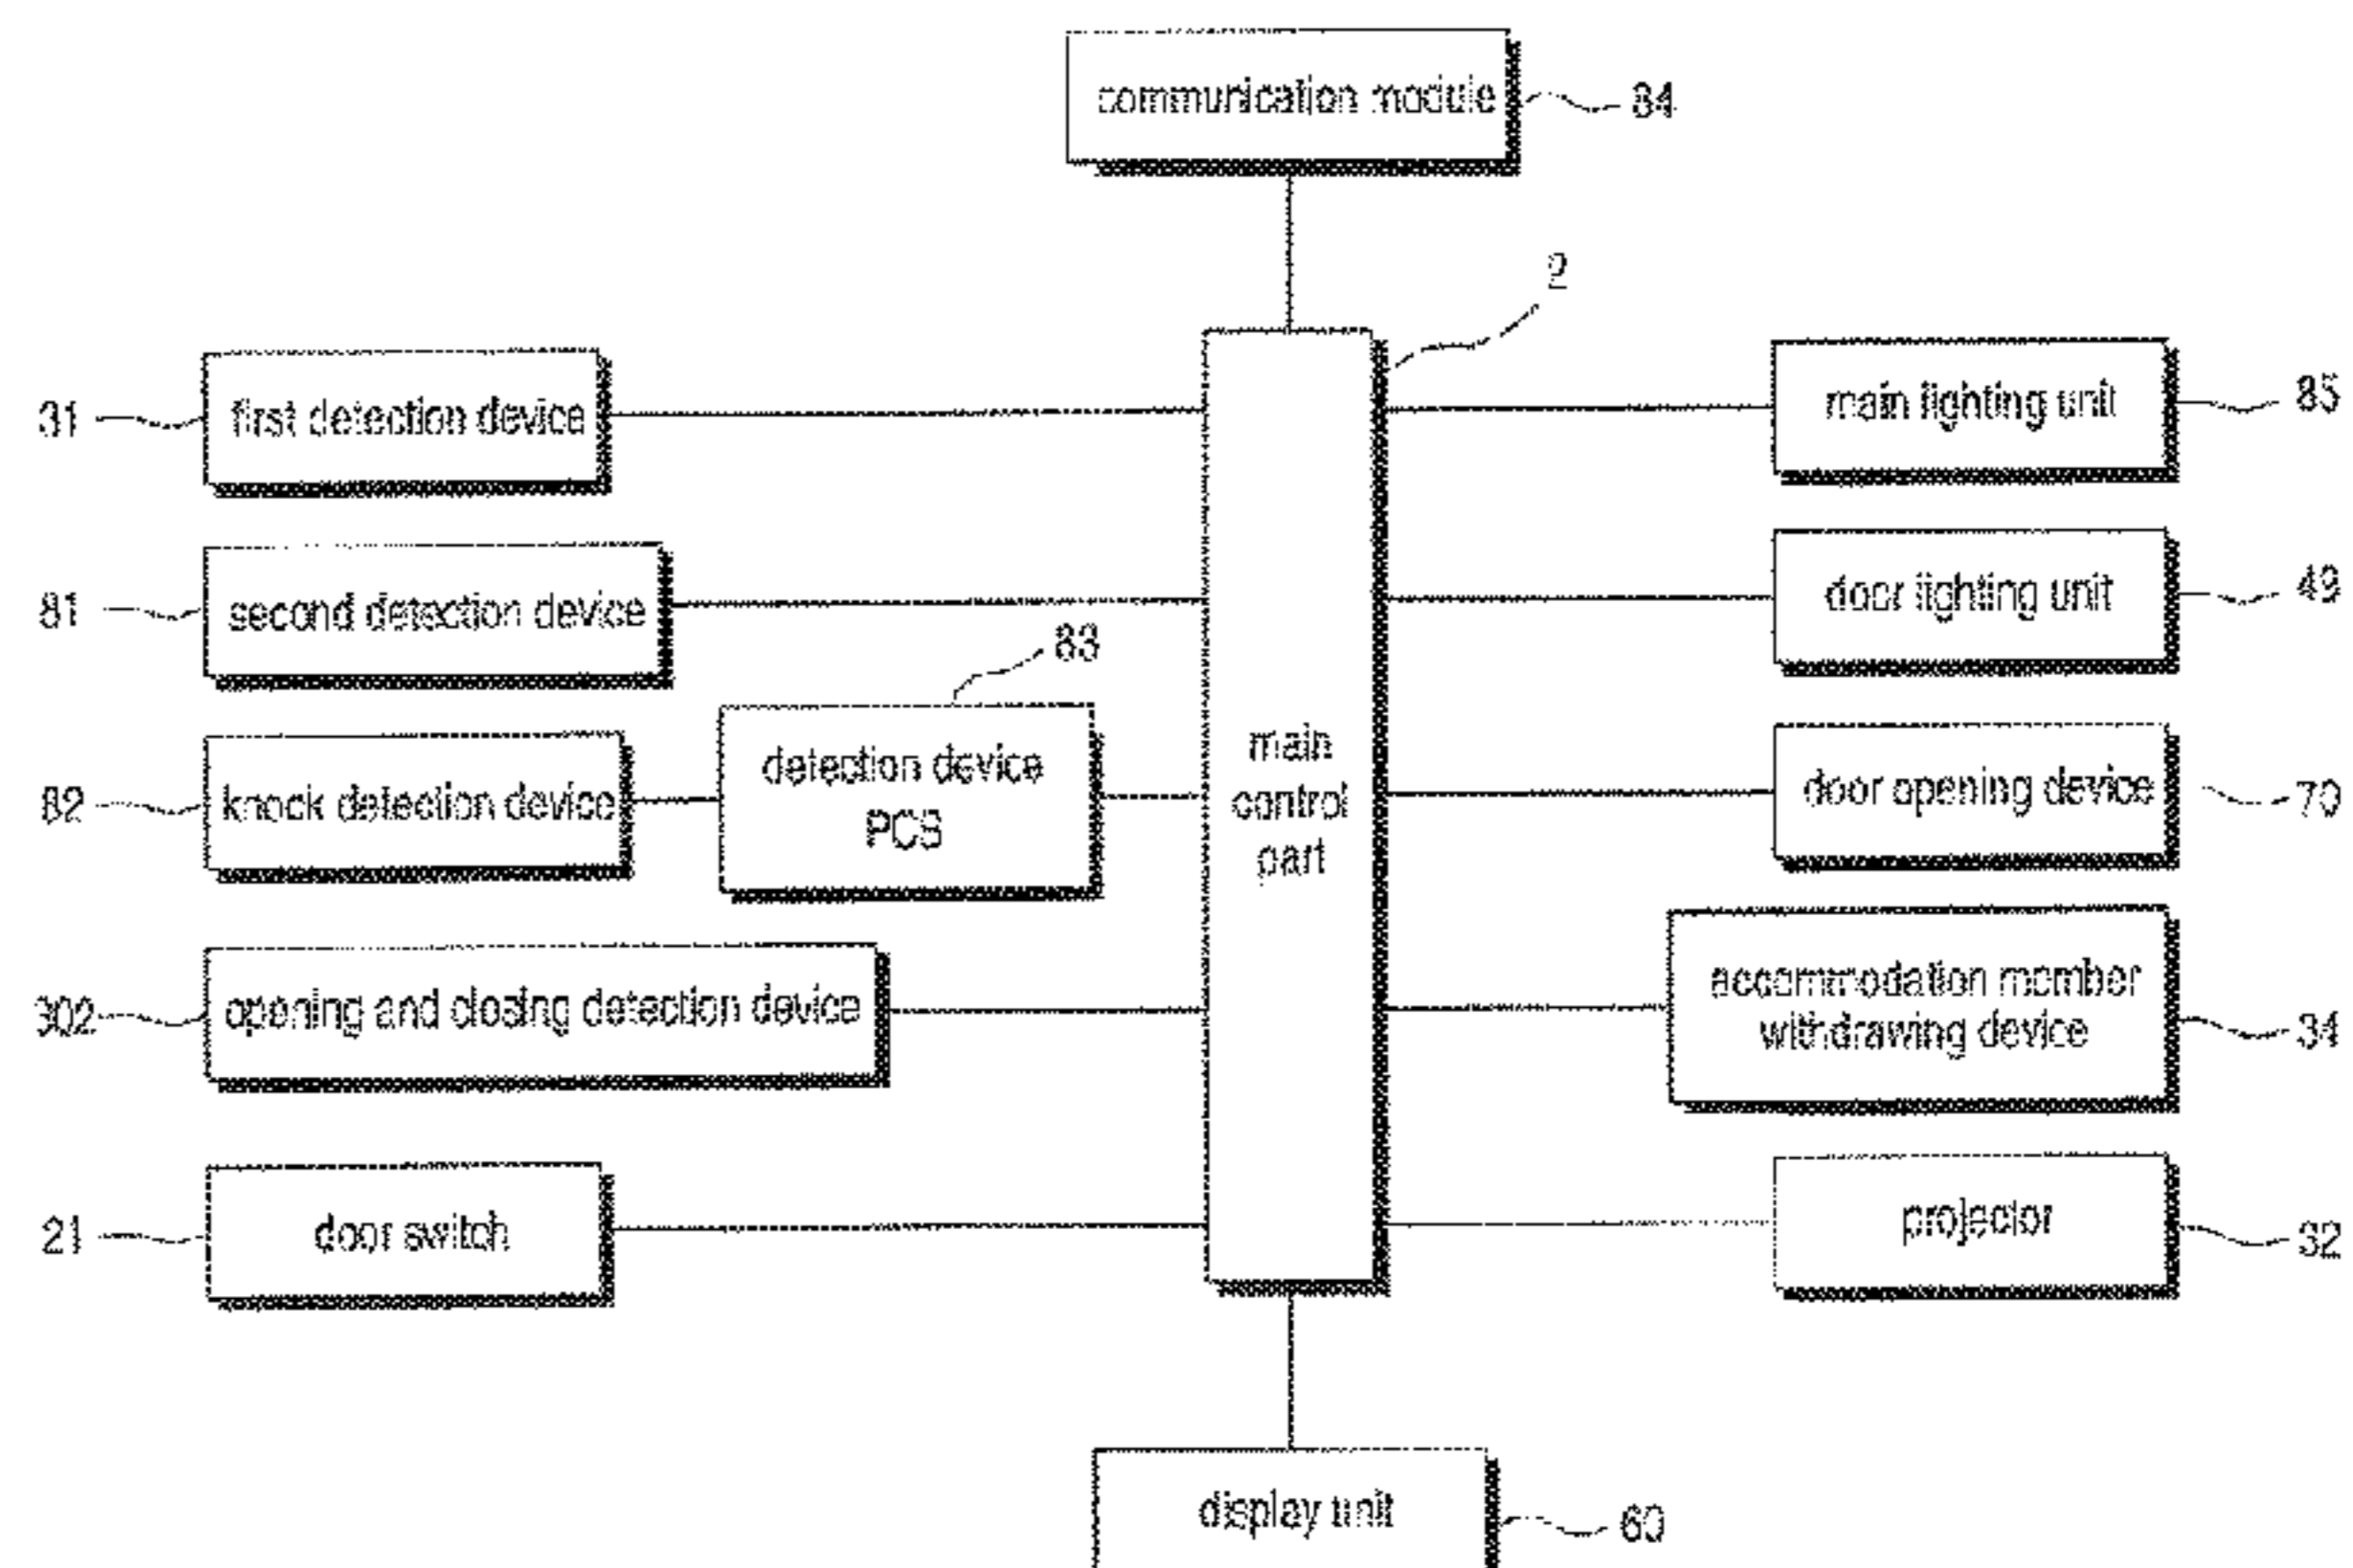 communication module
84
2
31
first detection device
main lighting unit
85
81
second detection device
door lighting unit
49
83
82
knock detection device
detection device
PCB
main
control
part
door opening device
70
302
opening and closing detection device
accommodation member
withdrawing device
34
21
door switch
projector
32
display unit
60